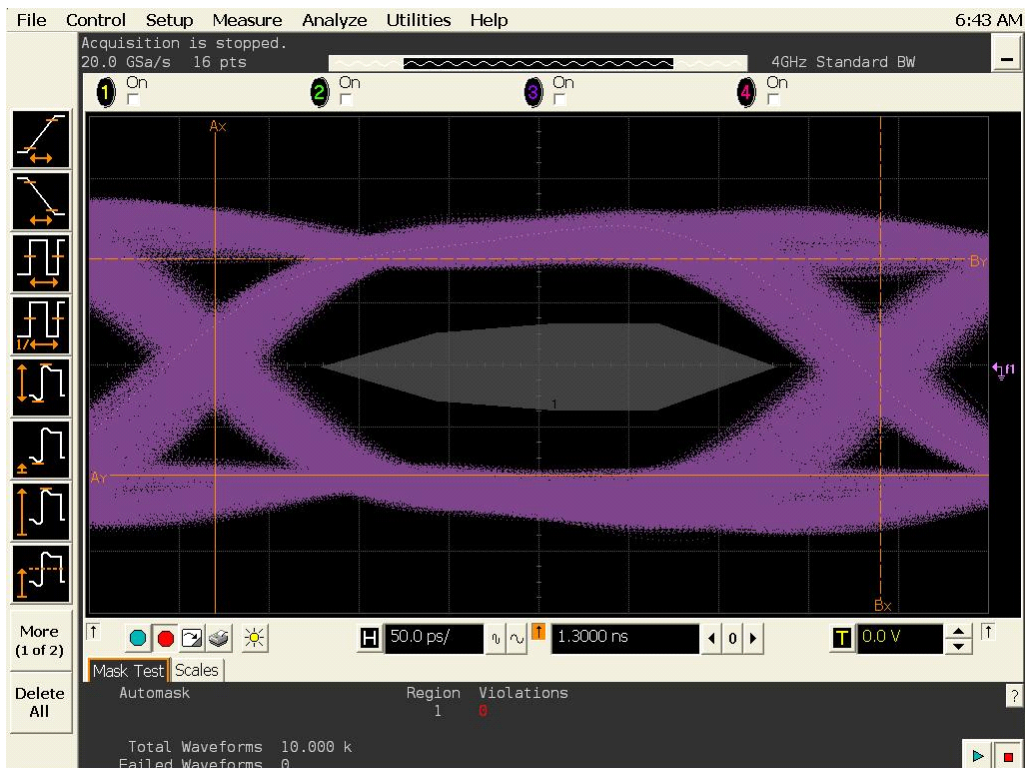 File Control Setup Measure Analyze Utilities Help 6:43 AM
Acquisition is stopped.
20.0 GSa/s 16 pts 4GHz Standard BW
1 On 2 On 3 On 4 On
Ax
By
1
f1
Ay
Bx
More
(1 of 2)
Delete
All
H 50.0 ps/ 1.3000 ns 0 T 0.0 V
Mask Test Scales
Automask Region Violations ?
1 0
Total Waveforms 10.000 k
Failed Waveforms 0